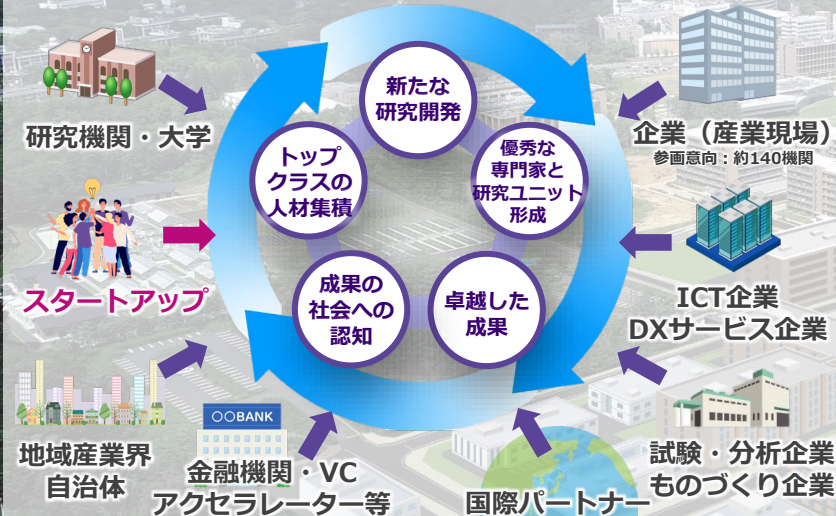 新たな
研究開発
優秀な
専門家と
研究ユニット
形成
卓越した
成果
成果の
社会への
認知
トップ
クラスの
人材集積
研究機関・大学
スタートアップ
地域産業界
自治体
○○BANK
金融機関・VC
アクセラレーター等
国際パートナー
企業（産業現場）
参画意向：約140機関
ICT企業
DXサービス企業
試験・分析企業
ものづくり企業